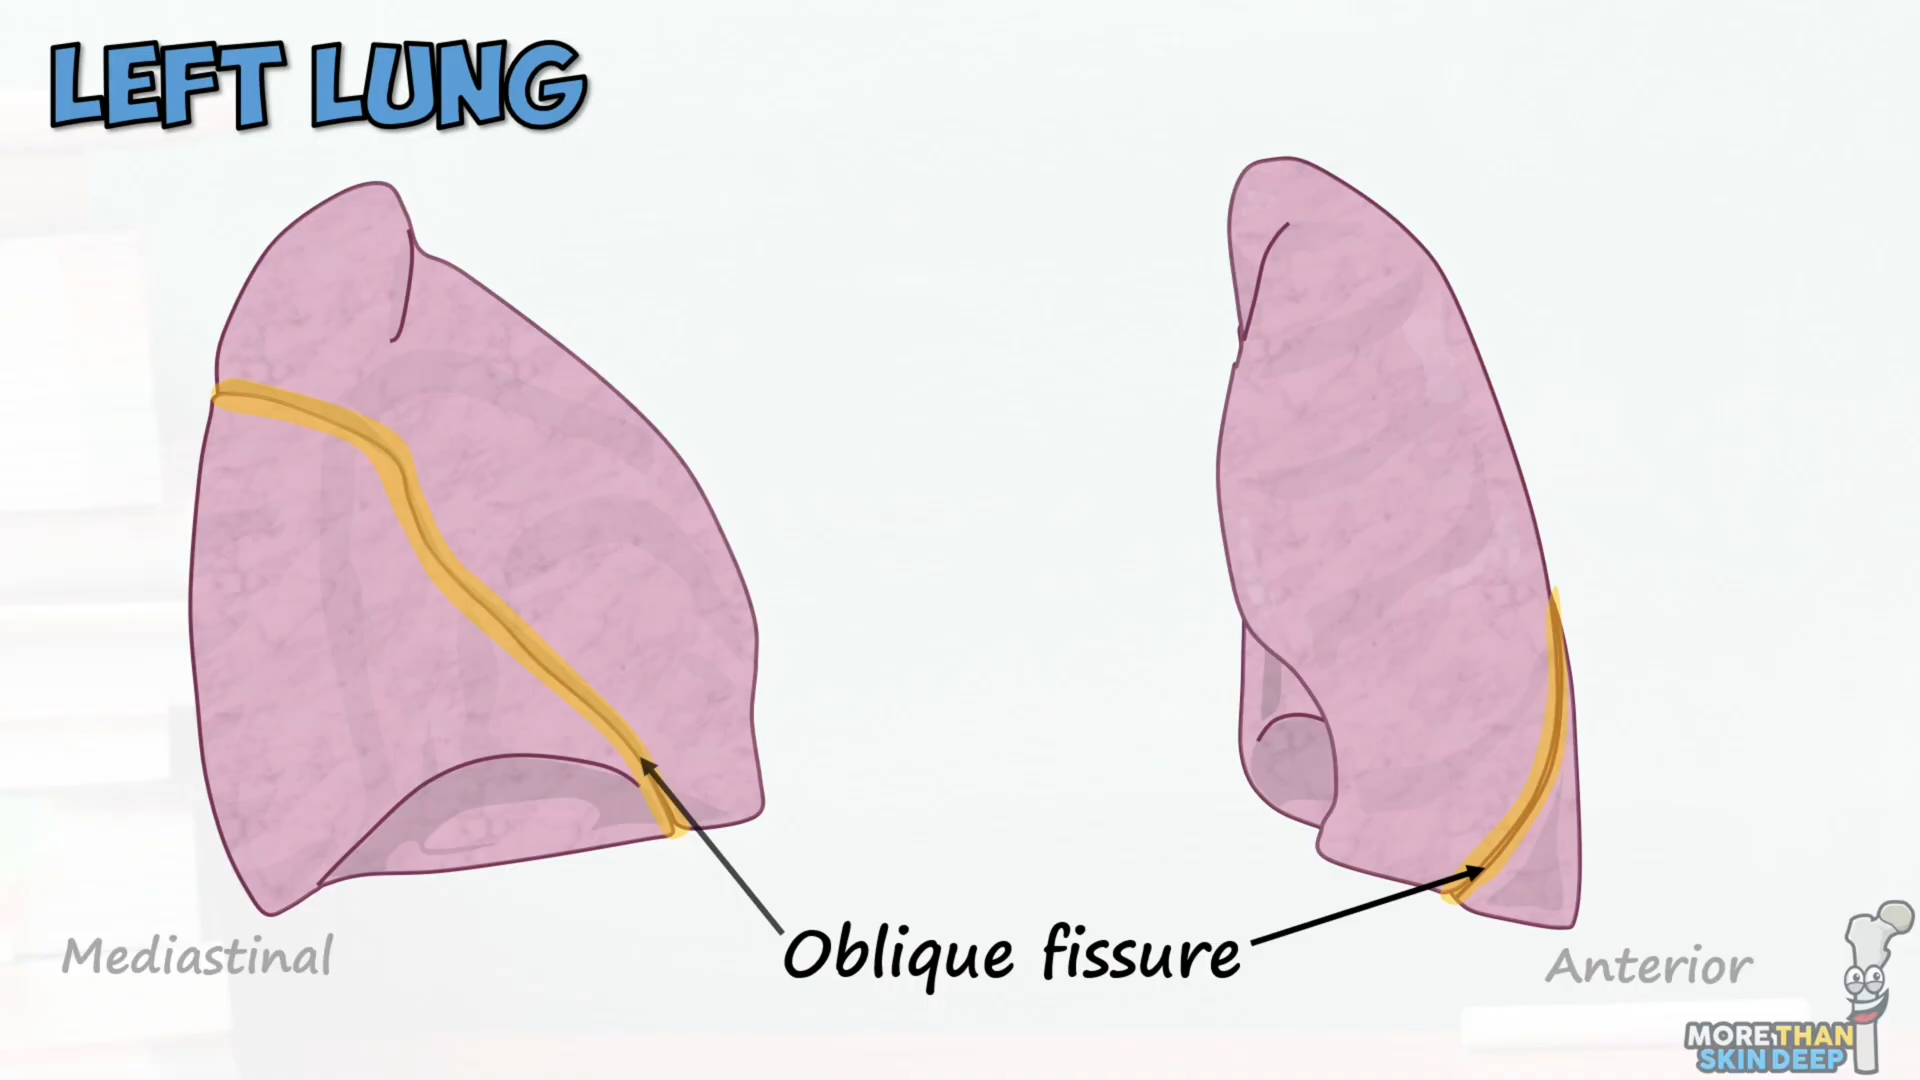 LEFT LUNG
Oblique fissure
Mediastinal
Anterior
MORE THAN
SKIN DEEP